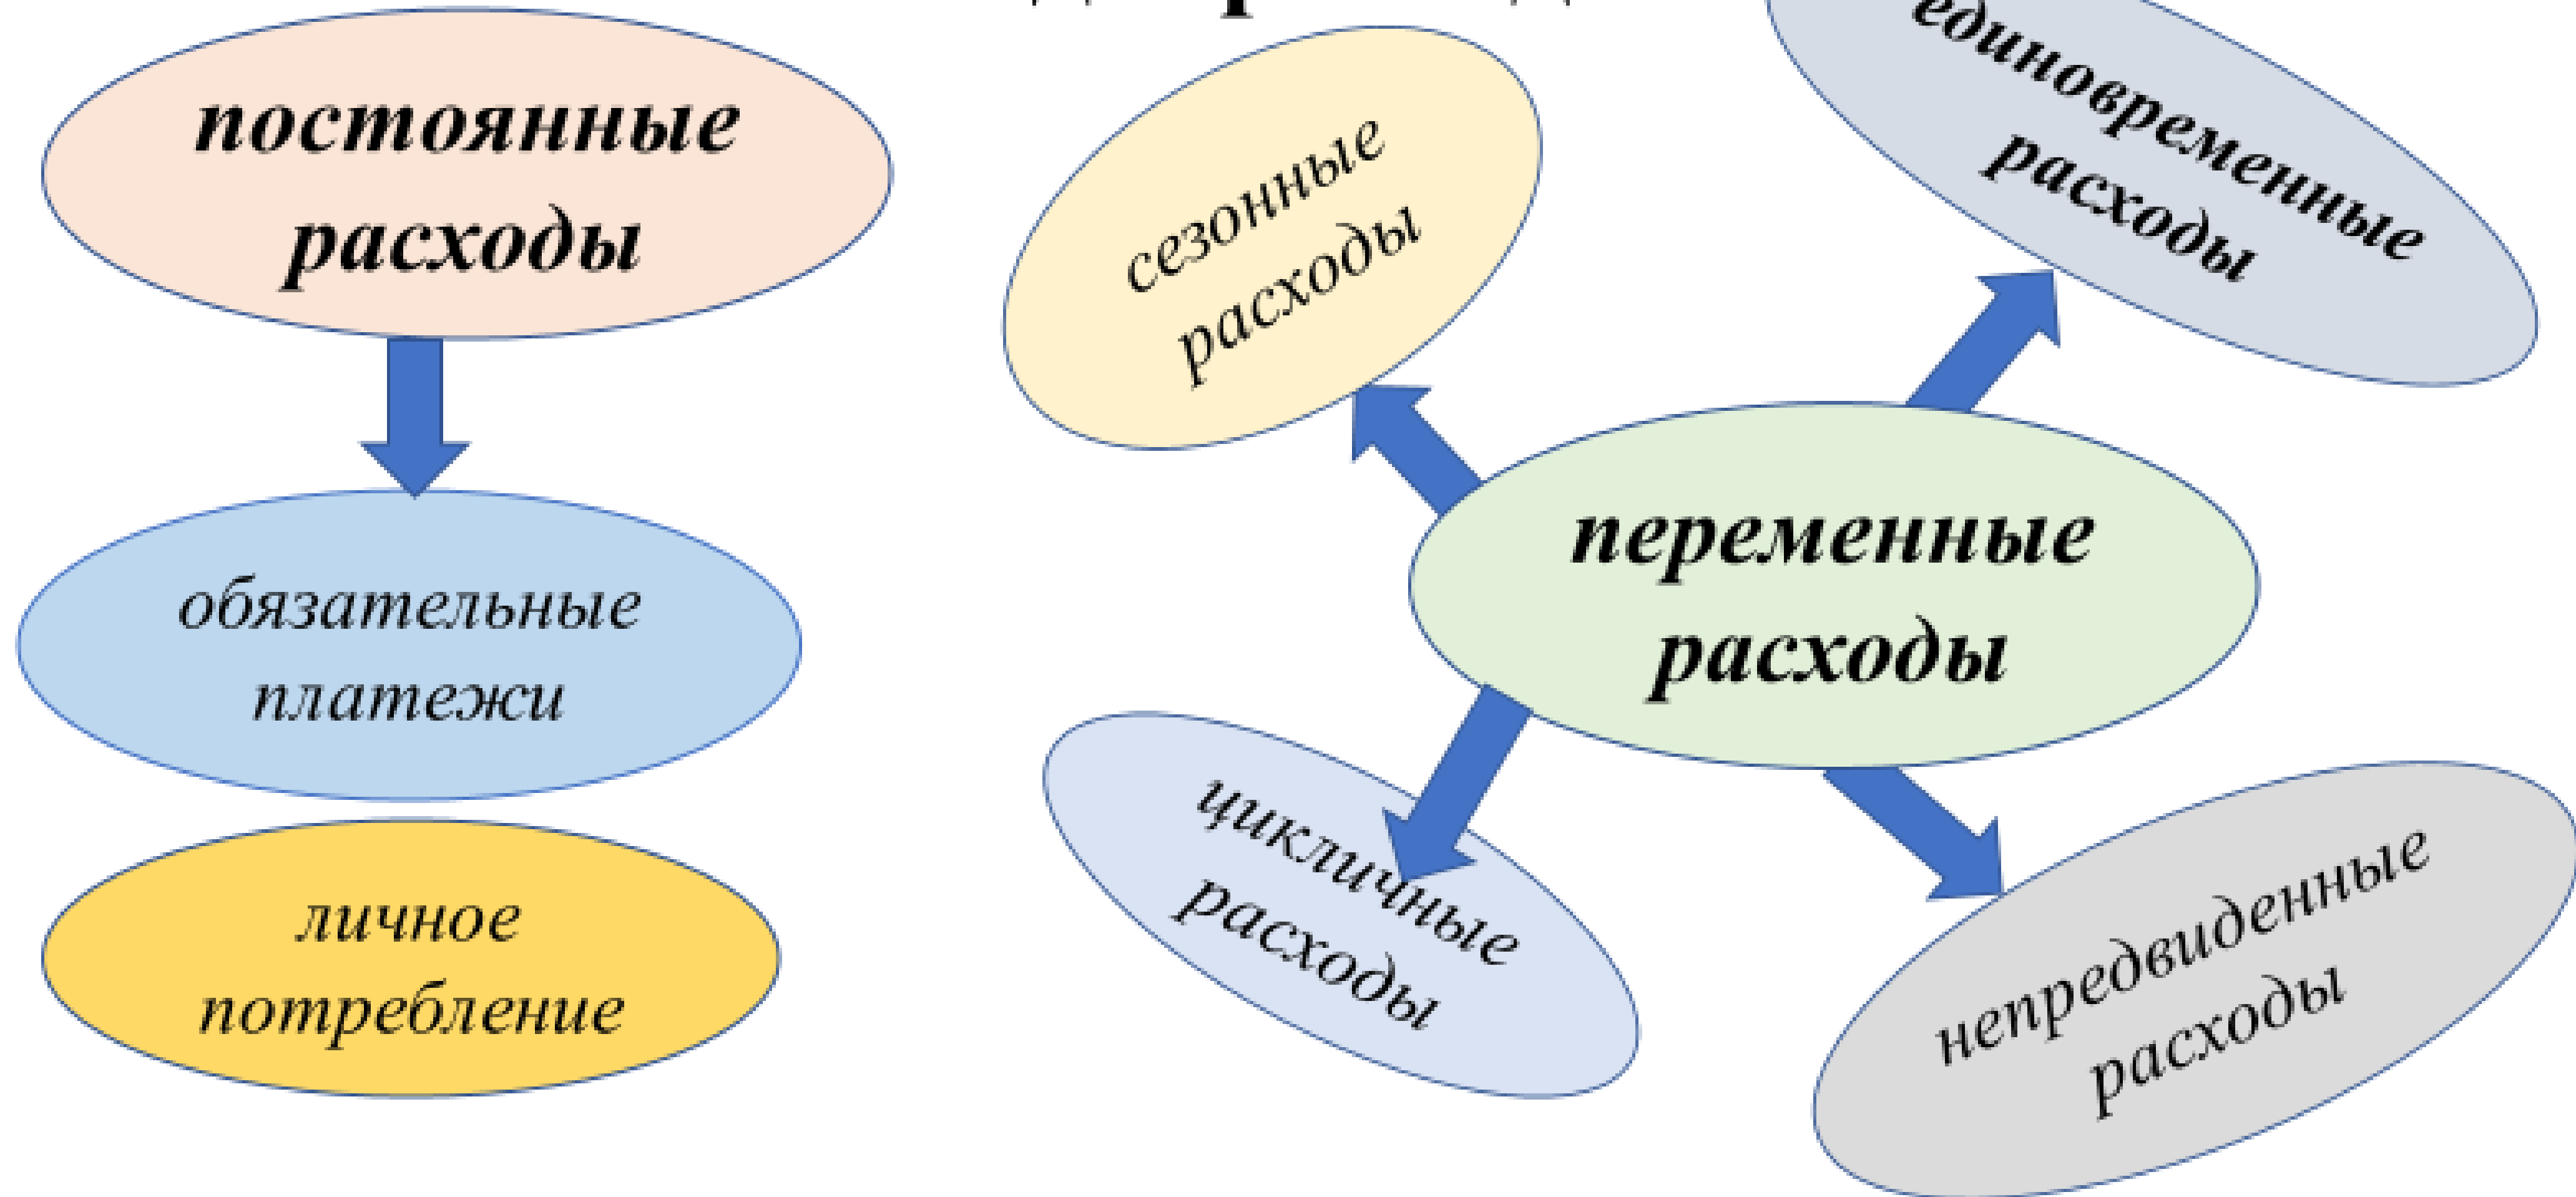 постоянные
расходы
обязательные
платежи
личное
потребление
сезонные
расходы
единовременные
расходы
переменные
расходы
цикличные
расходы
непредвиденные
расходы